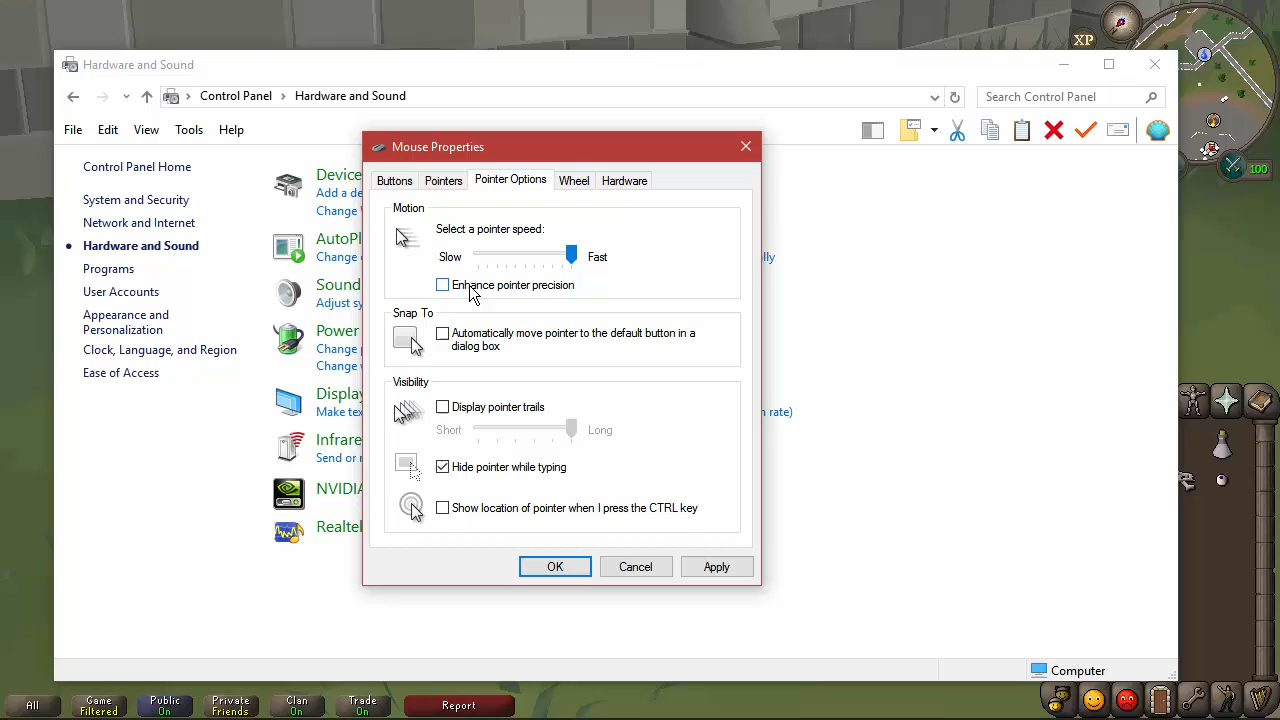 XP
Hardware and Sound
Control Panel
Hardware and Sound
Search Control Panel
File
Edit
View
Tools
Help
100
Control Panel Home
System and Security
Network and Internet
Hardware and Sound
Programs
User Accounts
Appearance and
Personalization
Clock, Language, and Region
Ease of Access
Device
Add a de
Change
AutoPl
Change
Sound
Adjust sy
Power
Change
Change
Display
Make tex
Infrare
Send or
NVIDIA
Realtek
Mouse Properties
Buttons
Pointers
Pointer Options
Wheel
Hardware
Motion
Select a pointer speed:
Slow
Fast
Enhance pointer precision
Snap To
Automatically move pointer to the default button in a
dialog box
Visibility
Display pointer trails
Short
Long
Hide pointer while typing
Show location of pointer when I press the CTRL key
OK
Cancel
Apply
ally
n rate)
Computer
All
Game
Filtered
Public
On
Private
Friends
Clan
On
Trade
On
Report